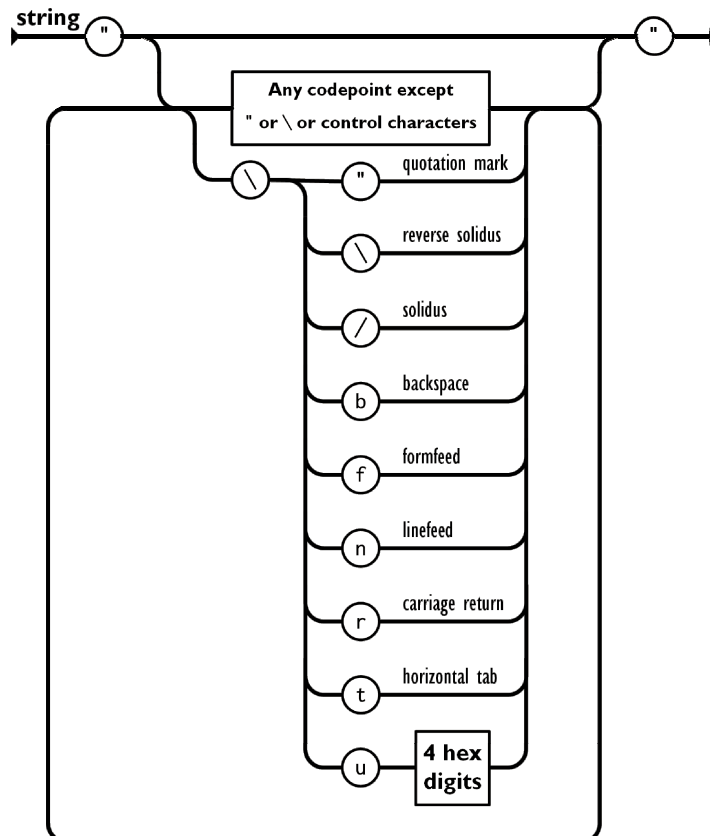 string
" "
Any codepoint except
" or \ or control characters
\ " quotation mark
\ reverse solidus
/ solidus
b backspace
f formfeed
n linefeed
r carriage return
t horizontal tab
u 4 hex
digits